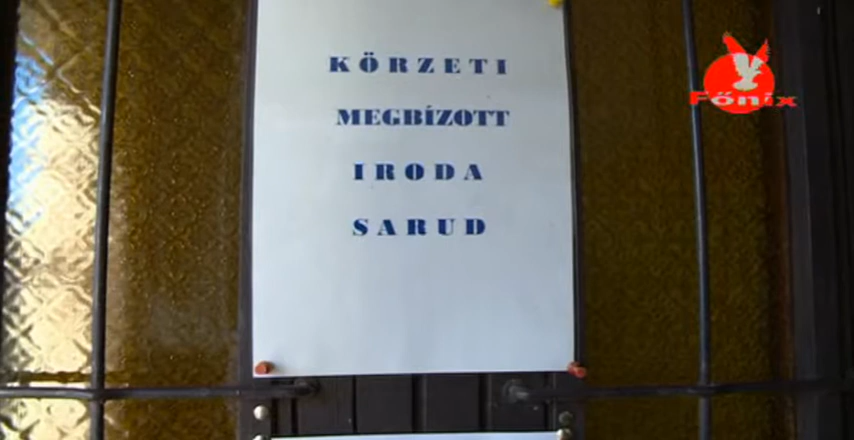 KÖRZETI
MEGBÍZOTT
IRODA
SARUD
Főnix